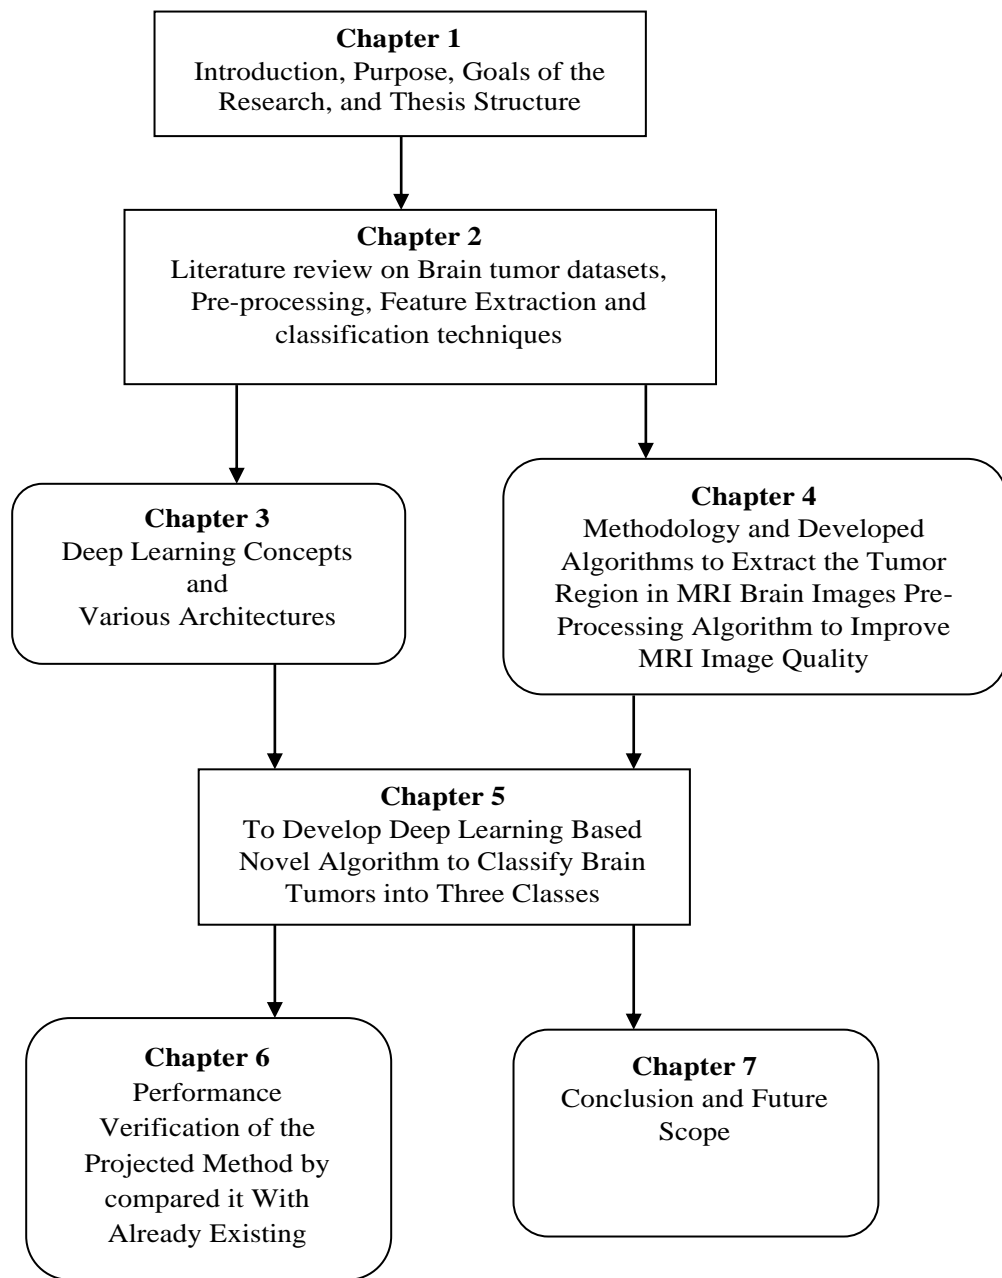 Chapter 1
Introduction, Purpose, Goals of the
Research, and Thesis Structure
Chapter 2
Literature review on Brain tumor datasets,
Pre-processing, Feature Extraction and
classification techniques
Chapter 3
Deep Learning Concepts
and
Various Architectures
Chapter 4
Methodology and Developed
Algorithms to Extract the Tumor
Region in MRI Brain Images Pre-
Processing Algorithm to Improve
MRI Image Quality
Chapter 5
To Develop Deep Learning Based
Novel Algorithm to Classify Brain
Tumors into Three Classes
Chapter 6
Performance
Verification of the
Projected Method by
compared it With
Already Existing
Chapter 7
Conclusion and Future
Scope